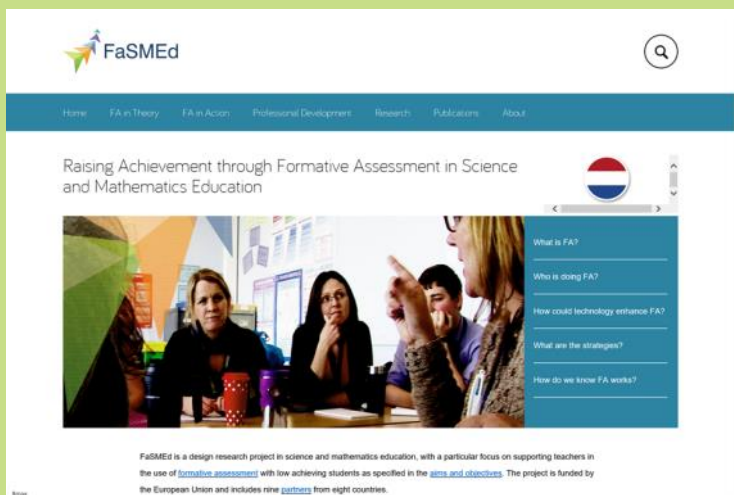 FaSMEd
Home FA in Theory FA in Action Professional Development Research Publications About
Raising Achievement through Formative Assessment in Science
and Mathematics Education
What is FA?
Who is doing FA?
How could technology enhance FA?
What are the strategies?
How do we know FA works?
FaSMEd is a design research project in science and mathematics education, with a particular focus on supporting teachers in
the use of formative assessment with low achieving students as specified in the aims and objectives. The project is funded by
the European Union and includes nine partners from eight countries.